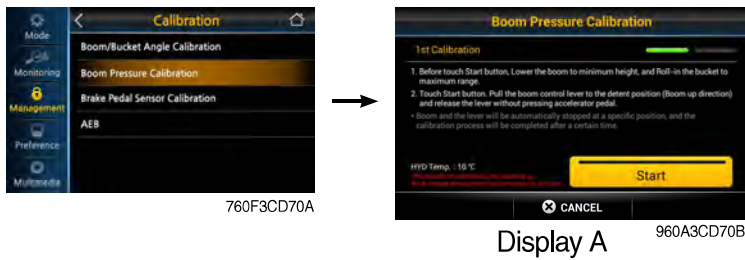 Calibration
Mode
Monitoring
Management
Preference
Multimedia
Boom/Bucket Angle Calibration
Boom Pressure Calibration
Brake Pedal Sensor Calibration
AEB
760F3CD70A
Boom Pressure Calibration
1st Calibration
1. Before touch Start button, Lower the boom to minimum height, and Roll-in the bucket to
maximum range.
2. Touch Start button. Pull the boom control lever to the detent position (Boom up direction)
and release the lever without pressing accelerator pedal.
• Boom and the lever will be automatically stopped at a specific position, and the
calibration process will be completed after a certain time.
HYD Temp. : 10 ℃
Start
CANCEL
Display A
960A3CD70B